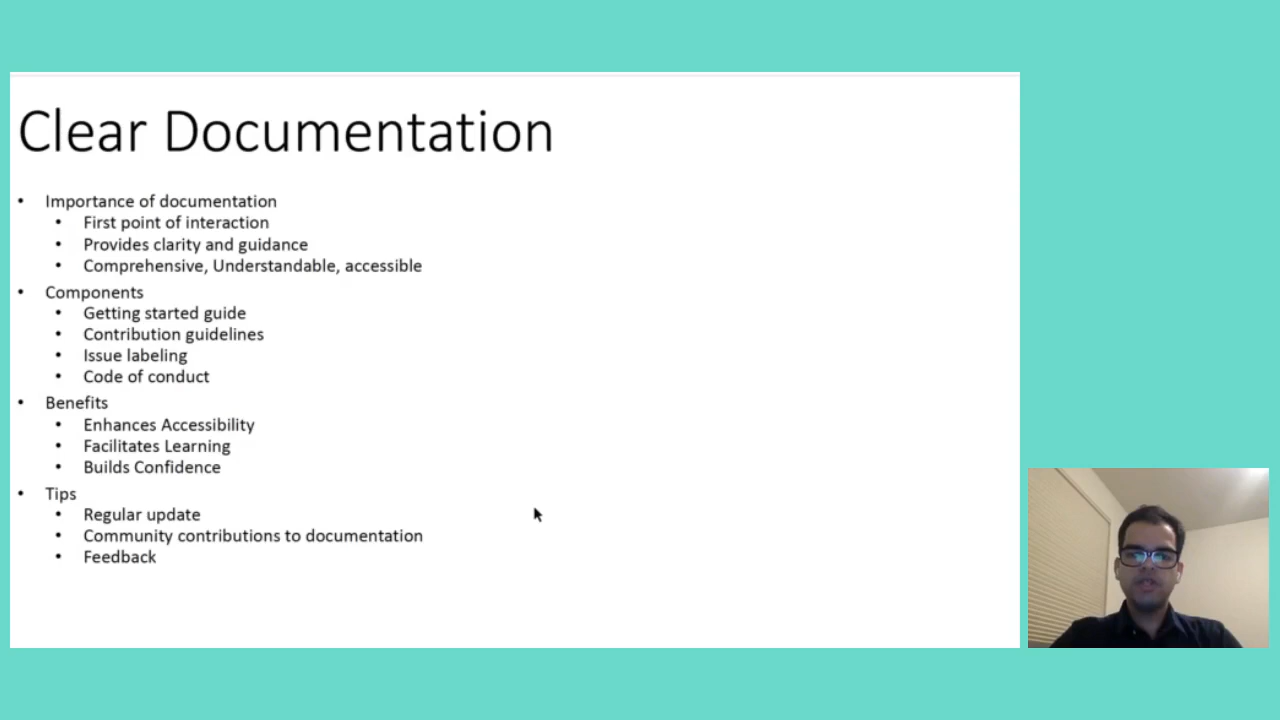 Clear Documentation
• Importance of documentation
• First point of interaction
• Provides clarity and guidance
• Comprehensive, Understandable, accessible
• Components
• Getting started guide
• Contribution guidelines
• Issue labeling
• Code of conduct
• Benefits
• Enhances Accessibility
• Facilitates Learning
• Builds Confidence
• Tips
• Regular update
• Community contributions to documentation
• Feedback